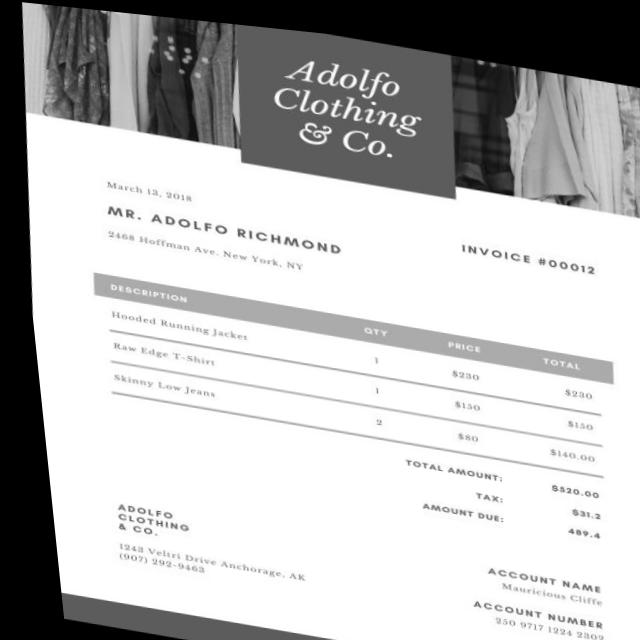 Adolfo
Clothing
& Co.
March 13, 2018
MR. ADOLFO RICHMOND
2468 Hoffman Ave. New York, NY
INVOICE #00012
DESCRIPTION QTY PRICE TOTAL
Hooded Running Jacket 1 $230 $230
Raw Edge T-Shirt 1 $150 $150
Skinny Low Jeans 2 $80 $140.00
TOTAL AMOUNT: $520.00
TAX: $31.2
AMOUNT DUE: 489.4
ADOLFO
CLOTHING
& CO.
1243 Veltri Drive Anchorage, AK
(907) 292-9463
ACCOUNT NAME
Mauricious Cliffe
ACCOUNT NUMBER
250 9717 1224 2309